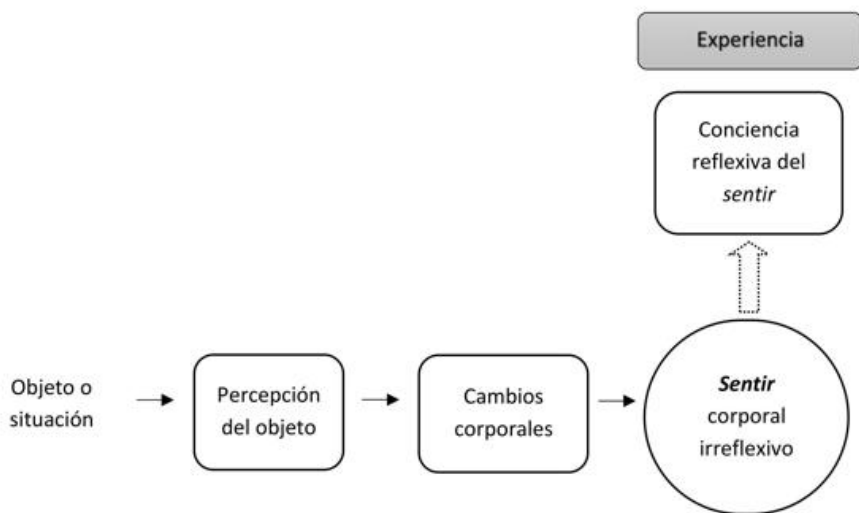 Experiencia
Conciencia
reflexiva del
sentir
Objeto o
situación
Percepción
del objeto
Cambios
corporales
Sentir
corporal
irreflexivo